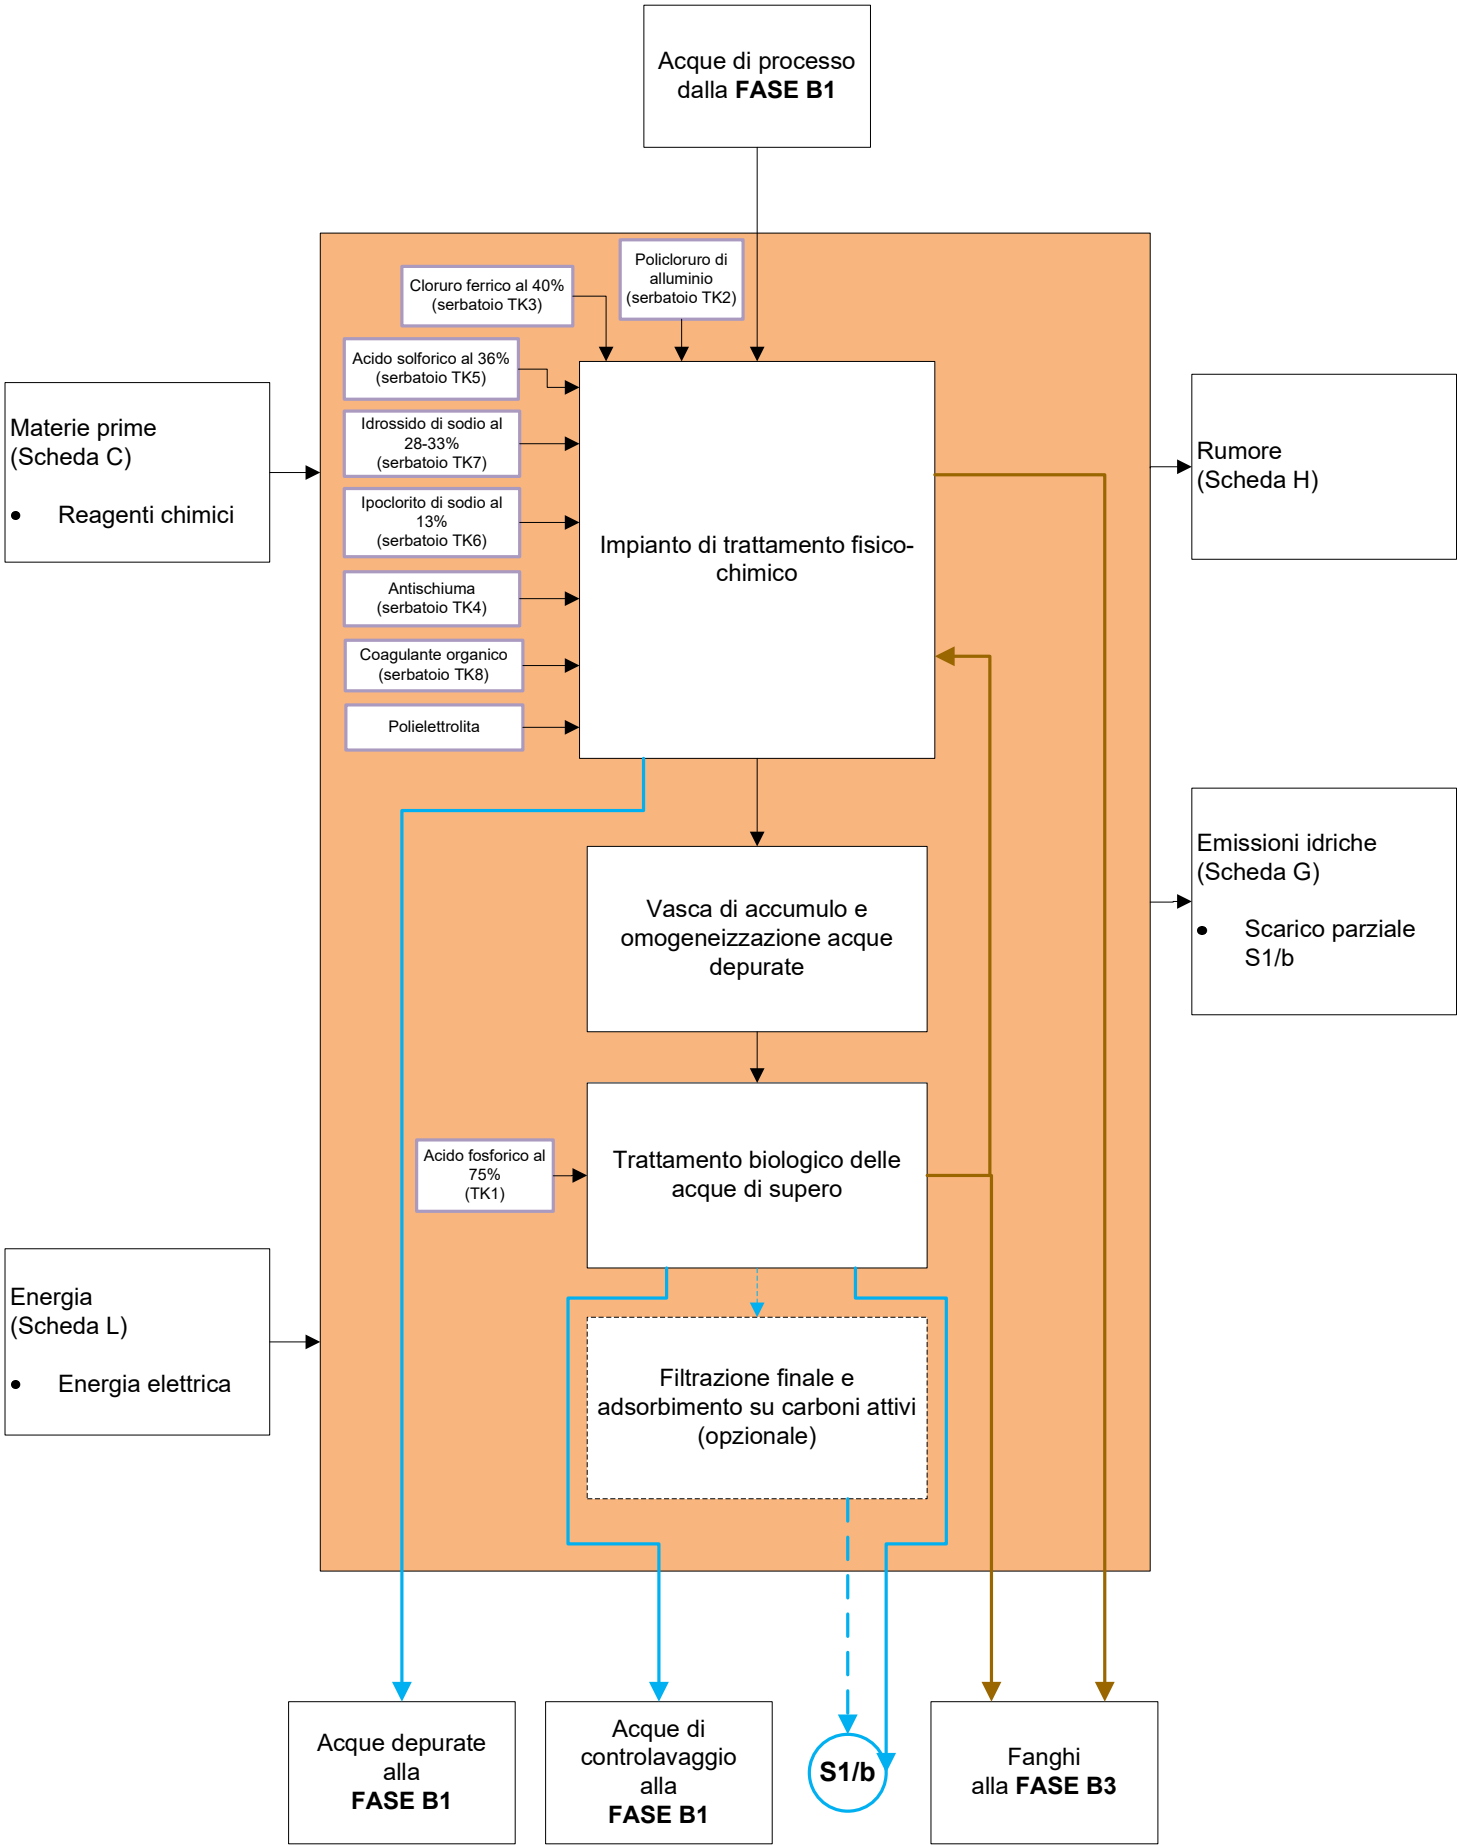 Acque di processo
dalla FASE B1
Policloruro di
alluminio
(serbatoio TK2)
Cloruro ferrico al 40%
(serbatoio TK3)
Acido solforico al 36%
(serbatoio TK5)
Idrossido di sodio al
28-33%
(serbatoio TK7)
Ipoclorito di sodio al
13%
(serbatoio TK6)
Antischiuma
(serbatoio TK4)
Coagulante organico
(serbatoio TK8)
Polielettrolita
Materie prime
(Scheda C)
• Reagenti chimici
Impianto di trattamento fisico-
chimico
Rumore
(Scheda H)
Vasca di accumulo e
omogeneizzazione acque
depurate
Emissioni idriche
(Scheda G)
• Scarico parziale
S1/b
Acido fosforico al
75%
(TK1)
Trattamento biologico delle
acque di supero
Energia
(Scheda L)
• Energia elettrica
Filtrazione finale e
adsorbimento su carboni attivi
(opzionale)
Acque depurate
alla
FASE B1
Acque di
controlavaggio
alla
FASE B1
S1/b
Fanghi
alla FASE B3